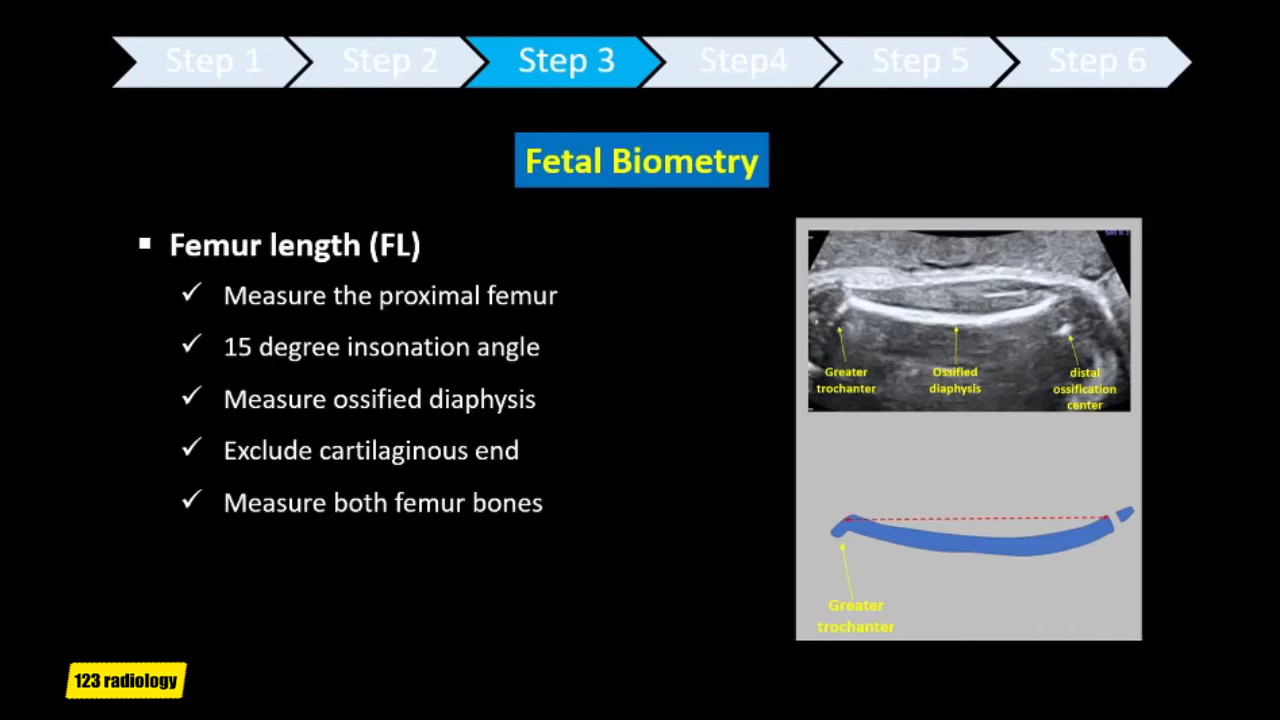 Step 1
Step 2
Step 3
Step4
Step 5
Step 6
Fetal Biometry
Femur length (FL)
Measure the proximal femur
15 degree insonation angle
Measure ossified diaphysis
Exclude cartilaginous end
Measure both femur bones
Greater
trochanter
Ossified
diaphysis
distal
ossification
center
Greater
trochanter
123 radiology